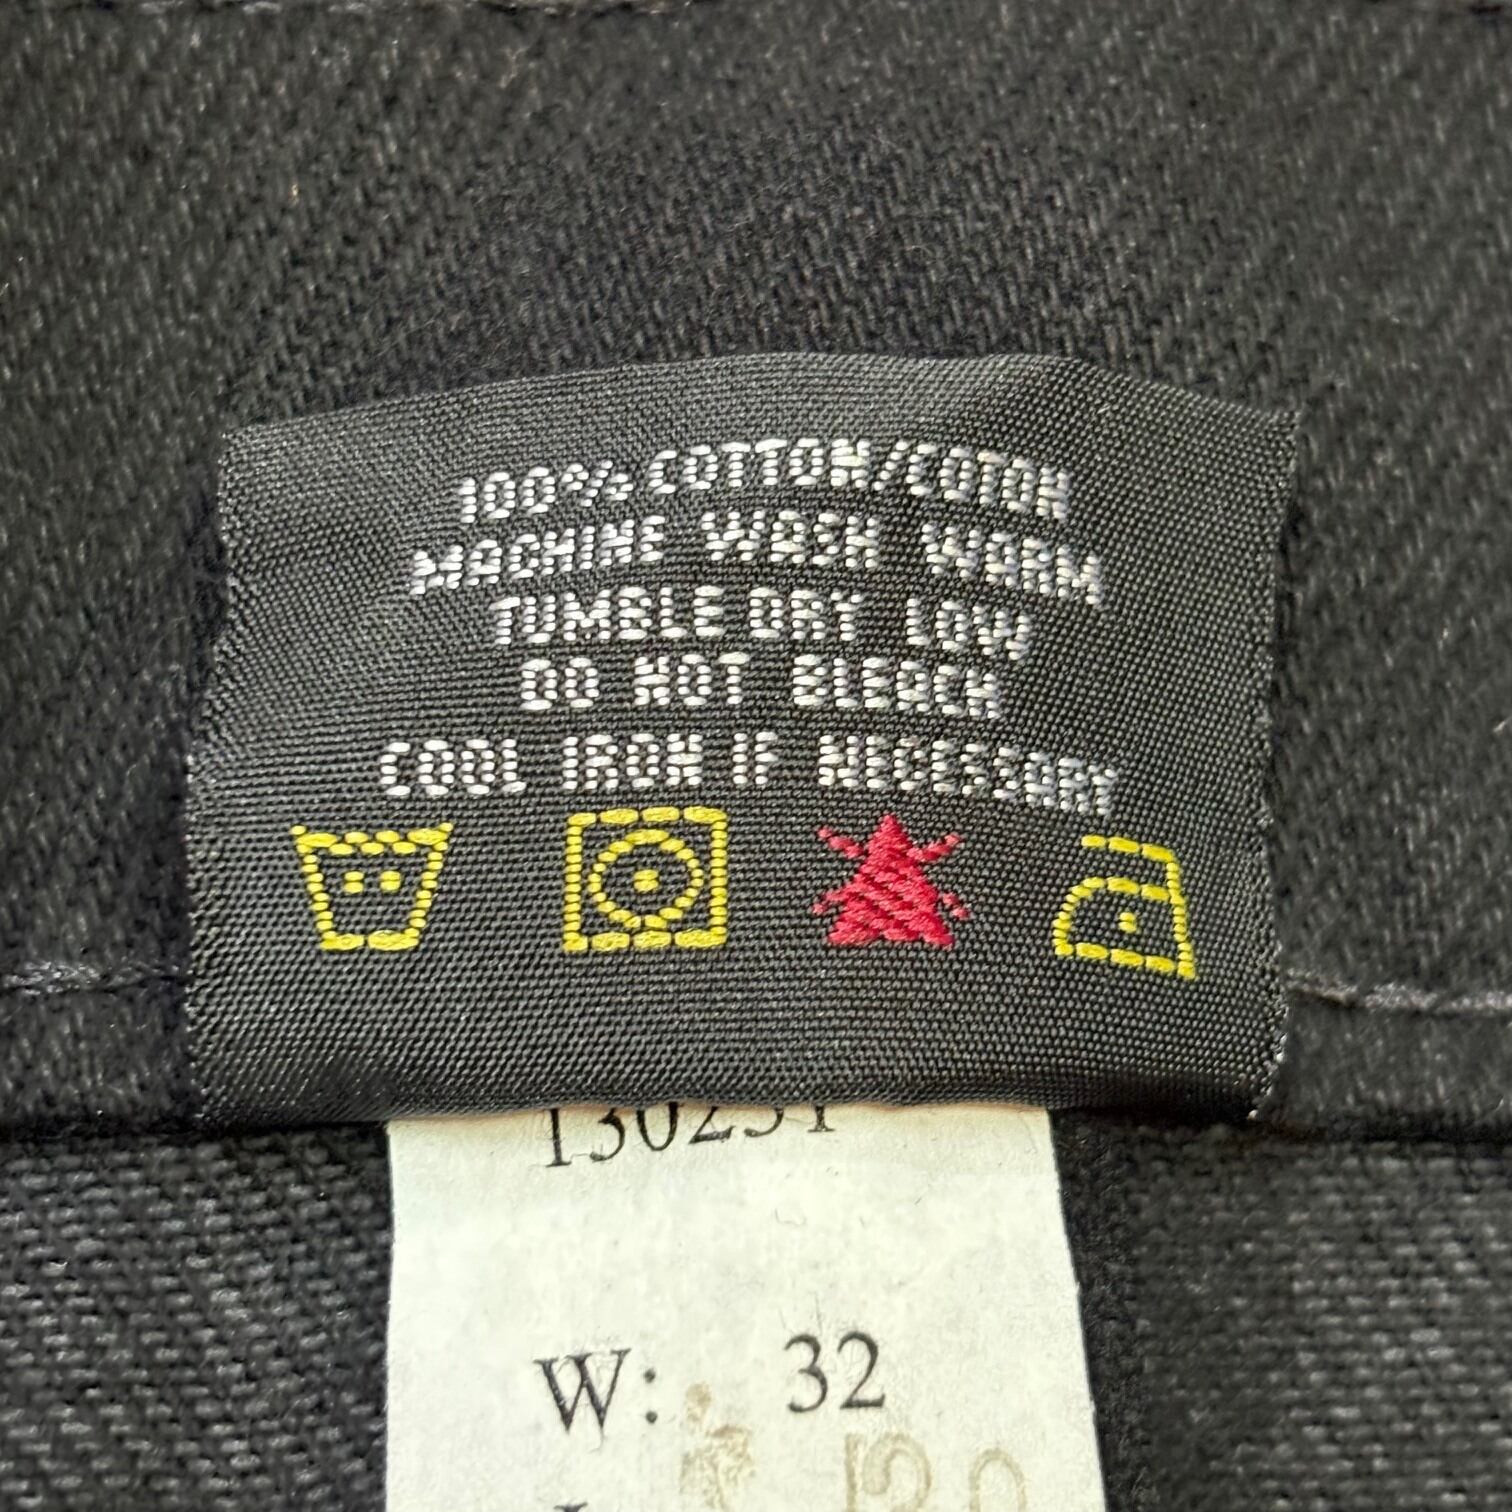 100% COTTON/COTON
MACHINE WASH WARM
TUMBLE DRY LOW
DO NOT BLEACH
COOL IRON IF NECESSARY
W: 32